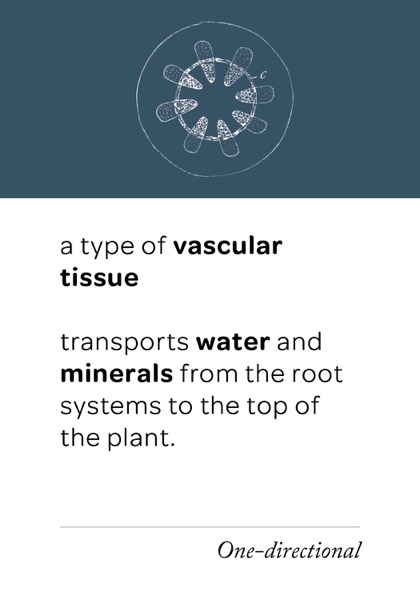 c
a type of vascular
tissue
transports water and
minerals from the root
systems to the top of
the plant.
One-directional